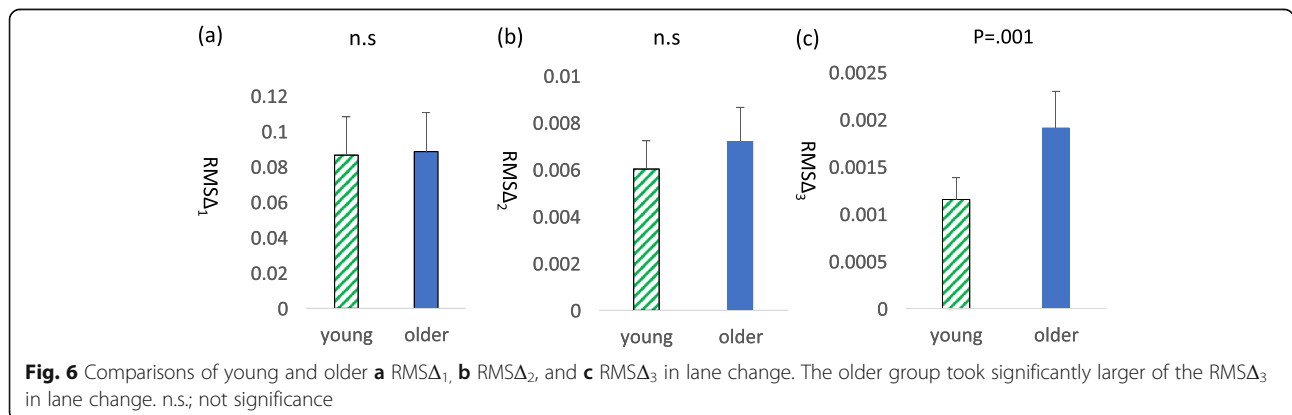 (a) n.s (b) n.s (c) P=.001
0.12
0.1
0.08
0.06
0.04
0.02
0
RMSΔ1
young older
0.01
0.008
0.006
0.004
0.002
0
RMSΔ2
young older
0.0025
0.002
0.0015
0.001
0.0005
0
RMSΔ3
young older
Fig. 6 Comparisons of young and older a RMSΔ1, b RMSΔ2, and c RMSΔ3 in lane change. The older group took significantly larger of the RMSΔ3
in lane change. n.s.; not significance